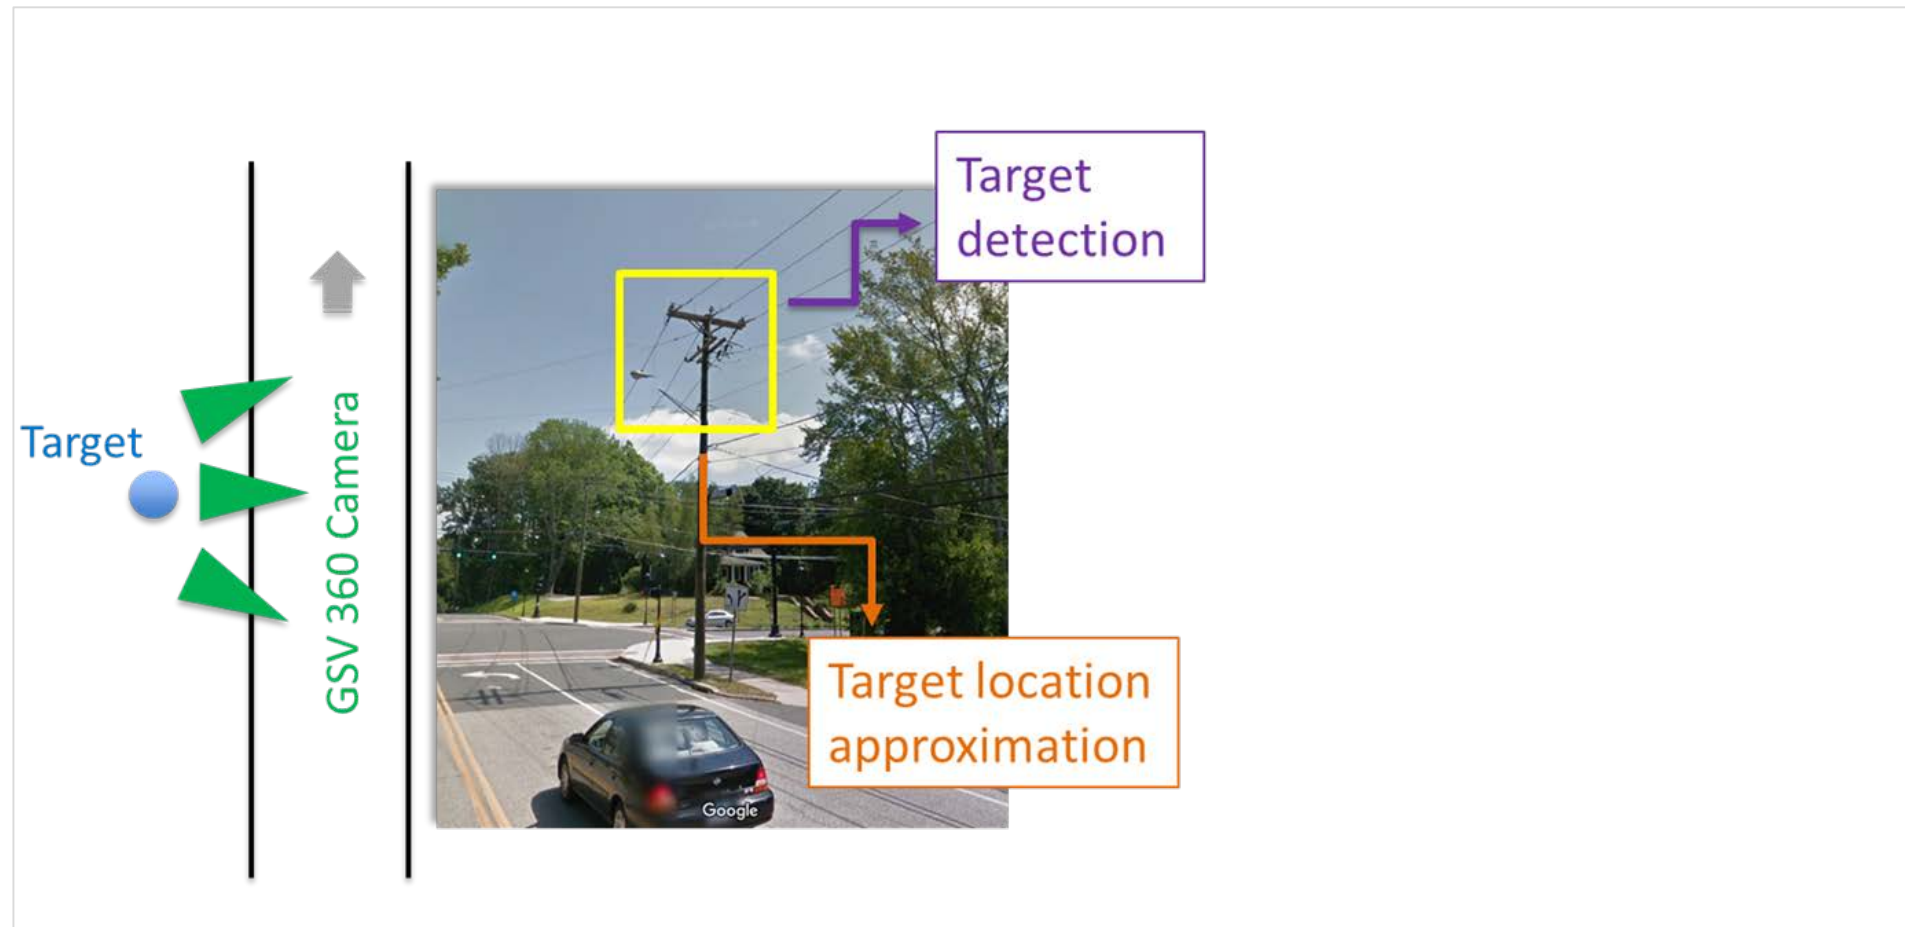 Target
GSV 360 Camera
Target
detection
Target location
approximation
Google